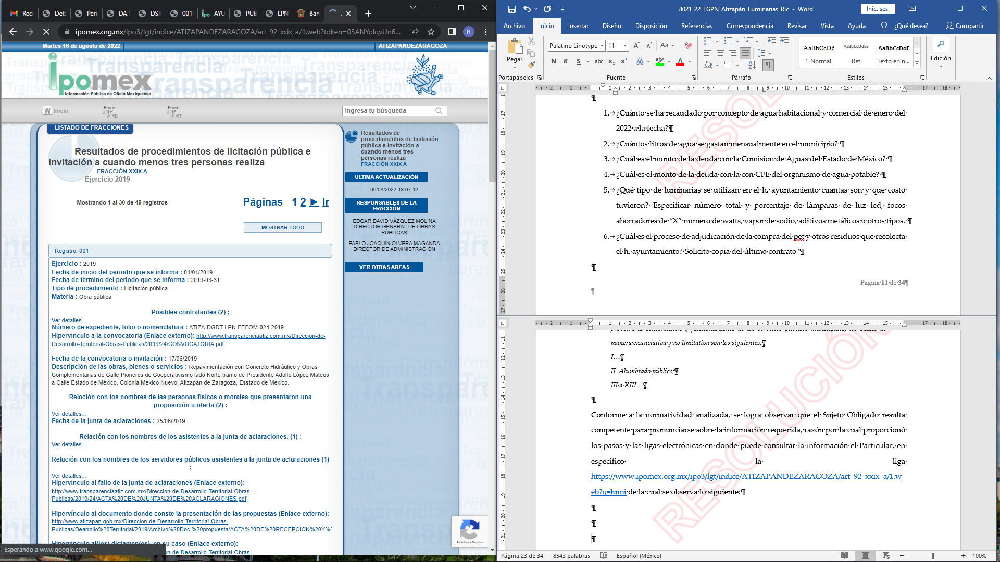 Reci
Deta
Peri
DA.
DSP
001
AYU
PUB
LPN
Ban
ipomex.org.mx/ipo3/lgt/indice/ATIZAPANDEZARAGOZA/art_92_xxix_a/1.web?token=03ANYolqvUn6...
R
Martes 16 de agosto de 2022
ATIZAPANDEZARAGOZA
ipomex
Información Pública de Oficio Mexiquense
Inicio
Fracc.
Fracc.
Ingresa tu búsqueda
LISTADO DE FRACCIONES
Resultados de procedimientos de licitación pública e
invitación a cuando menos tres personas realiza
FRACCIÓN XXIX A
Ejercicio 2019
Mostrando 1 al 30 de 49 registros
Páginas 1 2 ► Ir
MOSTRAR TODO
Registro: 001
Ejercicio : 2019
Fecha de inicio del periodo que se informa : 01/01/2019
Fecha de término del periodo que se informa : 2019-03-31
Tipo de procedimiento : Licitación pública
Materia : Obra pública
Posibles contratantes (2) :
Ver detalles...
Número de expediente, folio o nomenclatura : ATIZA-DGDT-LPN-FEFOM-024-2019
Hipervínculo a la convocatoria (Enlace externo): http://www.transparenciaatiz.com.mx/Direccion-de-
Desarrollo-Territorial-Obras-Publicas/2019/24/CONVOCATORIA.pdf
Fecha de la convocatoria o invitación : 17/06/2019
Descripción de las obras, bienes o servicios : Repavimentación con Concreto Hidráulico y Obras
Complementarias de Calle Pioneros de Cooperativismo lado Norte tramo de Presidente Adolfo López Mateos
a Calle Estado de México, Colonia México Nuevo, Atizapán de Zaragoza, Esstado de México.
Relación con los nombres de las personas físicas o morales que presentaron una
proposición u oferta (2) :
Ver detalles...
Fecha de la junta de aclaraciones : 25/06/2019
Relación con los nombres de los asistentes a la junta de aclaraciones. (1) :
Ver detalles...
Relación con los nombres de los servidores públicos asistentes a la junta de aclaraciones (1)
:
Ver detalles...
Hipervínculo al fallo de la junta de aclaraciones (Enlace externo):
http://www.transparenciaatiz.com.mx/Direccion-de-Desarrollo-Territorial-Obras-
Publicas/2019/24/ACTA%20DE%20JUNTA%20DE%20ACLARACIONES.pdf
Hipervínculo al documento donde conste la presentación de las propuestas (Enlace externo):
http://www.atizapan.gob.mx/Direccion-de-Desarrollo-Territorial-Obras-
Publicas/Dearrollo%20Territorial/2019/Archivo%20Doc.%20propuesta/ACTA%20DE%20RECEPCION%20Y%2
Hipervínculo al(los) dictamen(es), en su caso (Enlace externo):
ion-de-Desarrollo-Territorial-Obras-
Esperando a www.google.com...
Resultados de
procedimientos de licitación
pública e invitación a
cuando menos tres
personas realiza
FRACCIÓN XXIX A
ULTIMA ACTUALIZACIÓN
09/08/2022 18:07:12
RESPONSABLES DE LA
FRACCIÓN
EDGAR DAVID VÁZQUEZ MOLINA
DIRECTOR GENERAL DE OBRAS
PÚBLICAS
PABLO JOAQUIN OLVERA MAGANDA
DIRECTOR DE ADMINISTRACIÓN
VER OTRAS AREAS
Privacidad - Términos
8021_22_LGPN_Atizapán_Luminarias_Ric - Word
Inic. ses.
Archivo Inicio Insertar Diseño Disposición Referencias Correspondencia Revisar Vista Ayuda ¿Qué desea? Compartir
Pegar
Palatino Linotype 11
N K S abc x₂ x²
AaBbCcDd AaBbCcDdEe AaBbCcDdE
¶ Normal Ref Texto en n...
Edición
Portapapeles Fuente Párrafo Estilos
¶
1.→¿Cuánto·se·ha·recaudado·por·concepto·de·agua·habitacional·y·comercial·de·enero·del·
2022·a·la·fecha?¶
2.→¿Cuántos·litros·de·agua·se·gastan·mensualmente·en·el·municipio?·¶
3.→¿Cuál·es·el·monto·de·la·deuda·con·la·Comisión·de·Aguas·del·Estado·de·México?·¶
4.→¿Cuál·es·el·monto·de·la·deuda·con·la·con·CFE·del·organismo·de·agua·potable?·¶
5.→¿Qué·tipo·de·luminarias·se·utilizan·en·el·h.·ayuntamiento·cuantas·son·y·que·costo·
tuvieron?·Especificar·número·total·y·porcentaje·de·lámparas·de·luz·led,·focos·
ahorradores·de·“X”·numero·de·watts,·vapor·de·sodio,·aditivos·metálicos·u·otros·tipos.·¶
6.→¿Cuál·es·el·proceso·de·adjudicación·de·la·compra·del·pet·y·otros·residuos·que·recolecta·
el·h.·ayuntamiento?·Solicito·copia·del·último·contrato"¶
¶
Página·11·de·34¶
¶
manera·enunciativa·y·no·limitativa·son·los·siguientes:¶
I…¶
II.·Alumbrado·público;¶
III·a·XIII…¶
¶
Conforme·a·la·normatividad·analizada,·se·logra·observar·que·el·Sujeto·Obligado·resulta·
competente·para·pronunciarse·sobre·la·información·requerida,·razón·por·la·cual·proporcionó·
los·pasos·y·las·ligas·electrónicas·en·donde·puede·consultar·la·información·el·Particular,·en·
especifico·la·liga·
https://www.ipomex.org.mx/ipo3/lgt/indice/ATIZAPANDEZARAGOZA/art_92_xxix_a/1.w
eb?q=lumi·de·la·cual·se·observa·lo·siguiente:¶
¶
¶
¶
RESOLUCIÓN
Página 23 de 34 8543 palabras Español (México) 100%